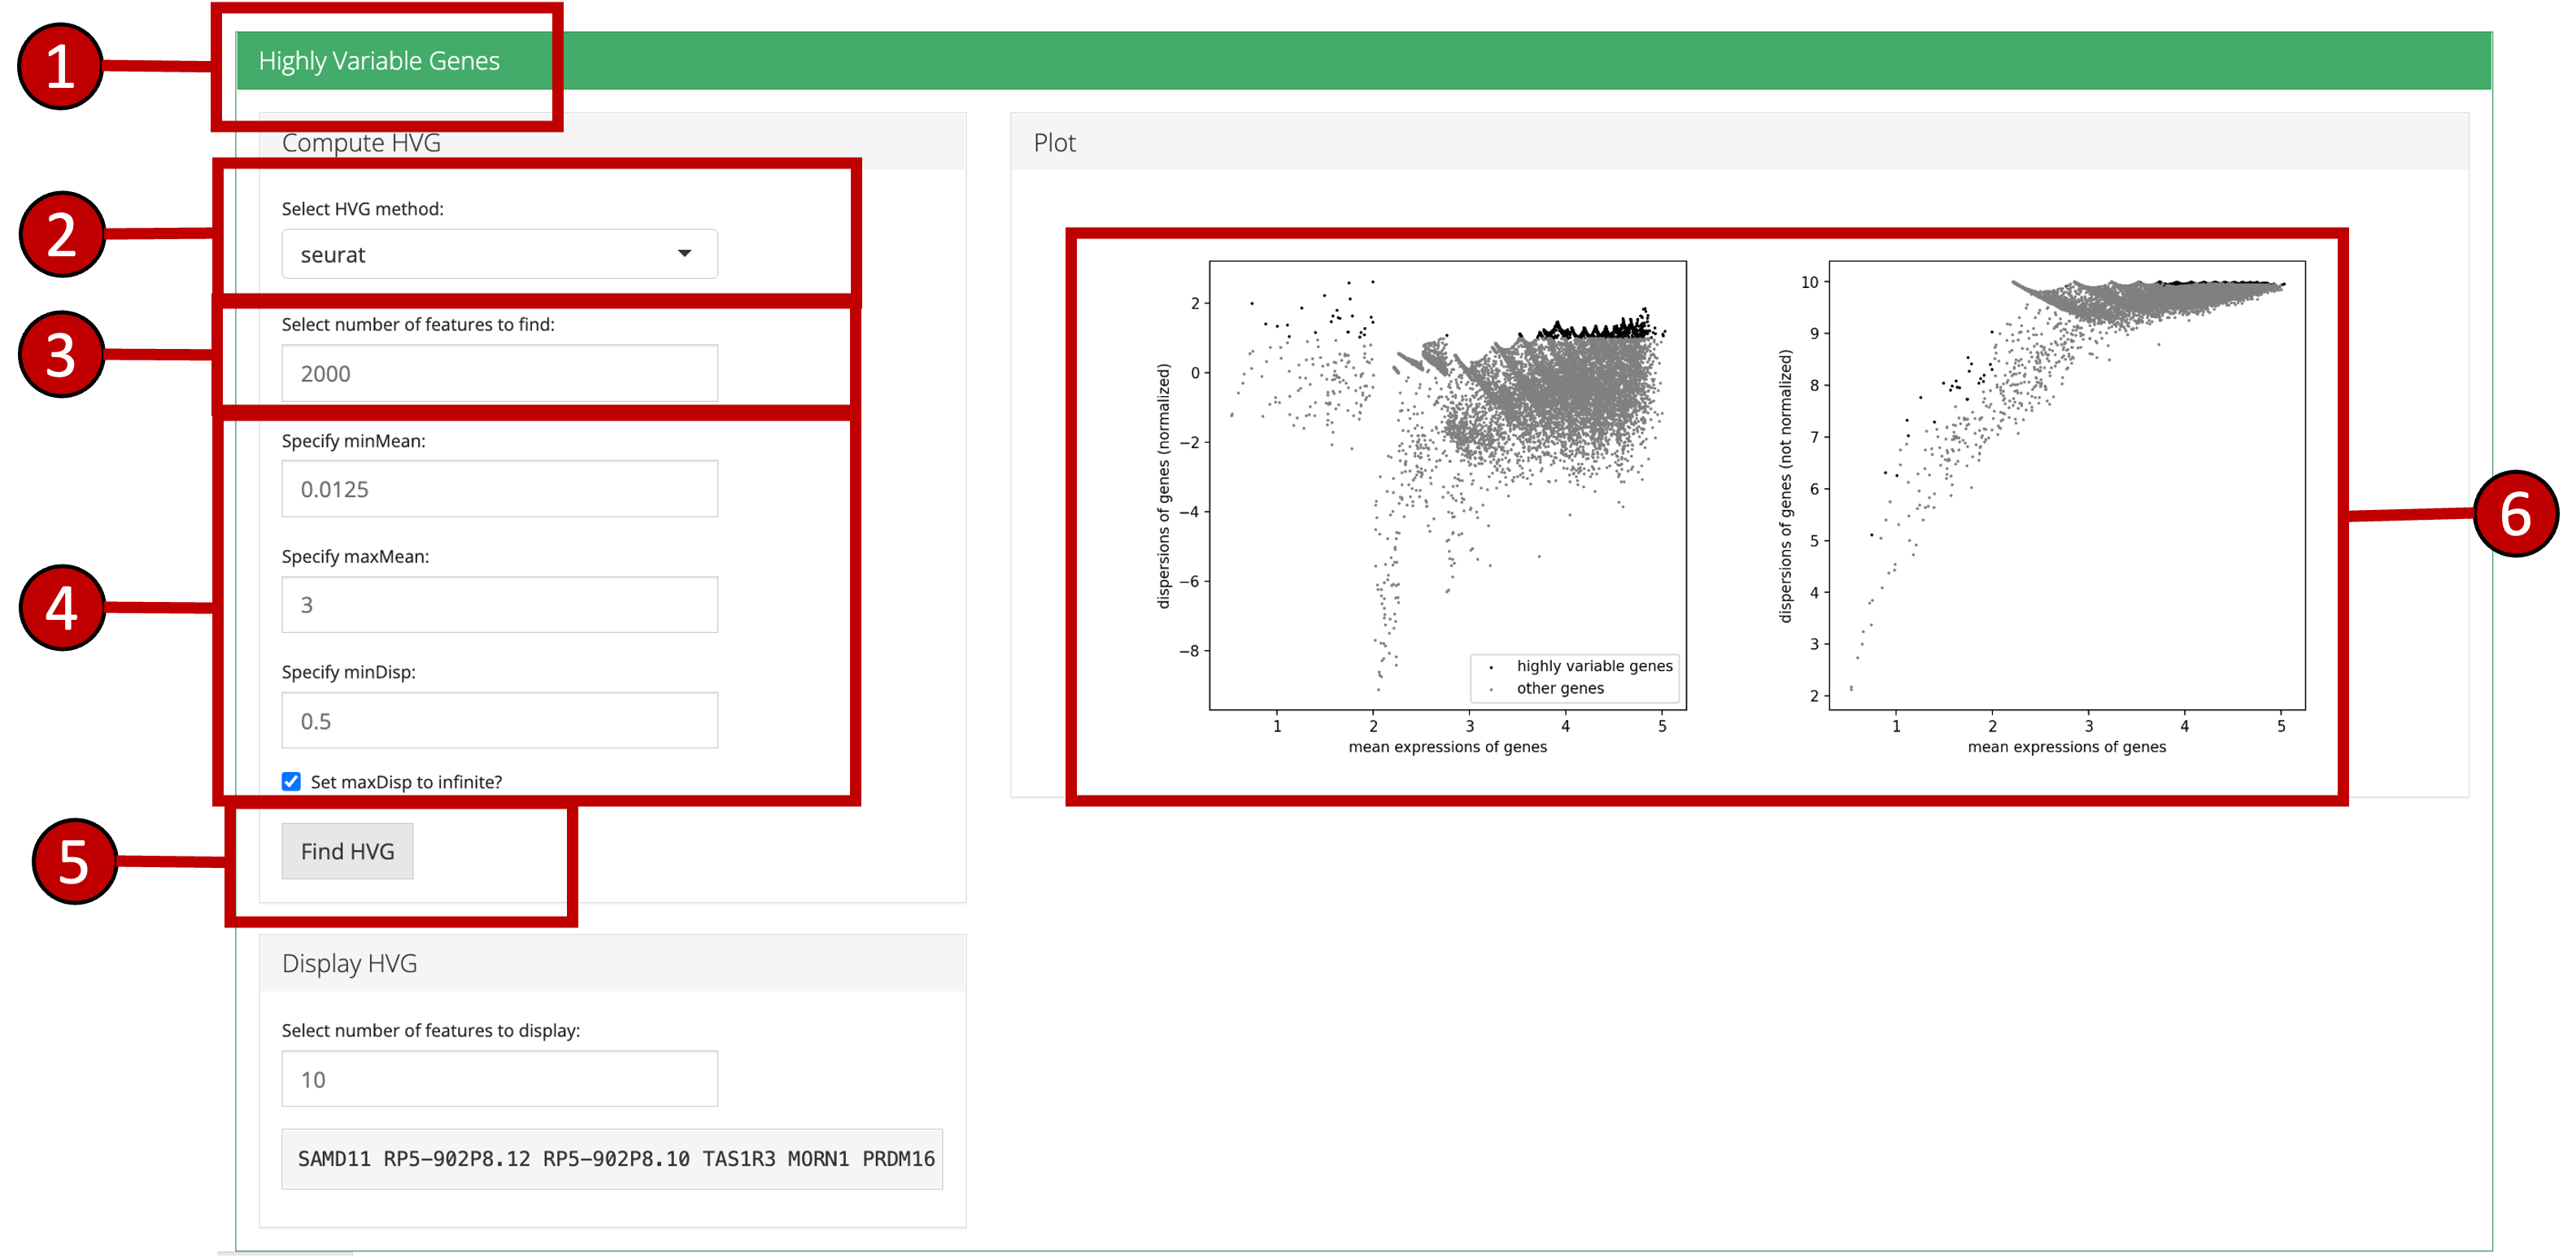 1
Highly Variable Genes
Compute HVG
2
Select HVG method:
seurat
3
Select number of features to find:
2000
4
Specify minMean:
0.0125
Specify maxMean:
3
Specify minDisp:
0.5
Set maxDisp to infinite?
5
Find HVG
Display HVG
Select number of features to display:
10
SAMD11 RP5-902P8.12 RP5-902P8.10 TAS1R3 MORN1 PRDM16
Plot
dispersions of genes (normalized)
2
0
−2
−4
−6
−8
highly variable genes
other genes
1 2 3 4 5
mean expressions of genes
dispersions of genes (not normalized)
10
9
8
7
6
5
4
3
2
1 2 3 4 5
mean expressions of genes
6